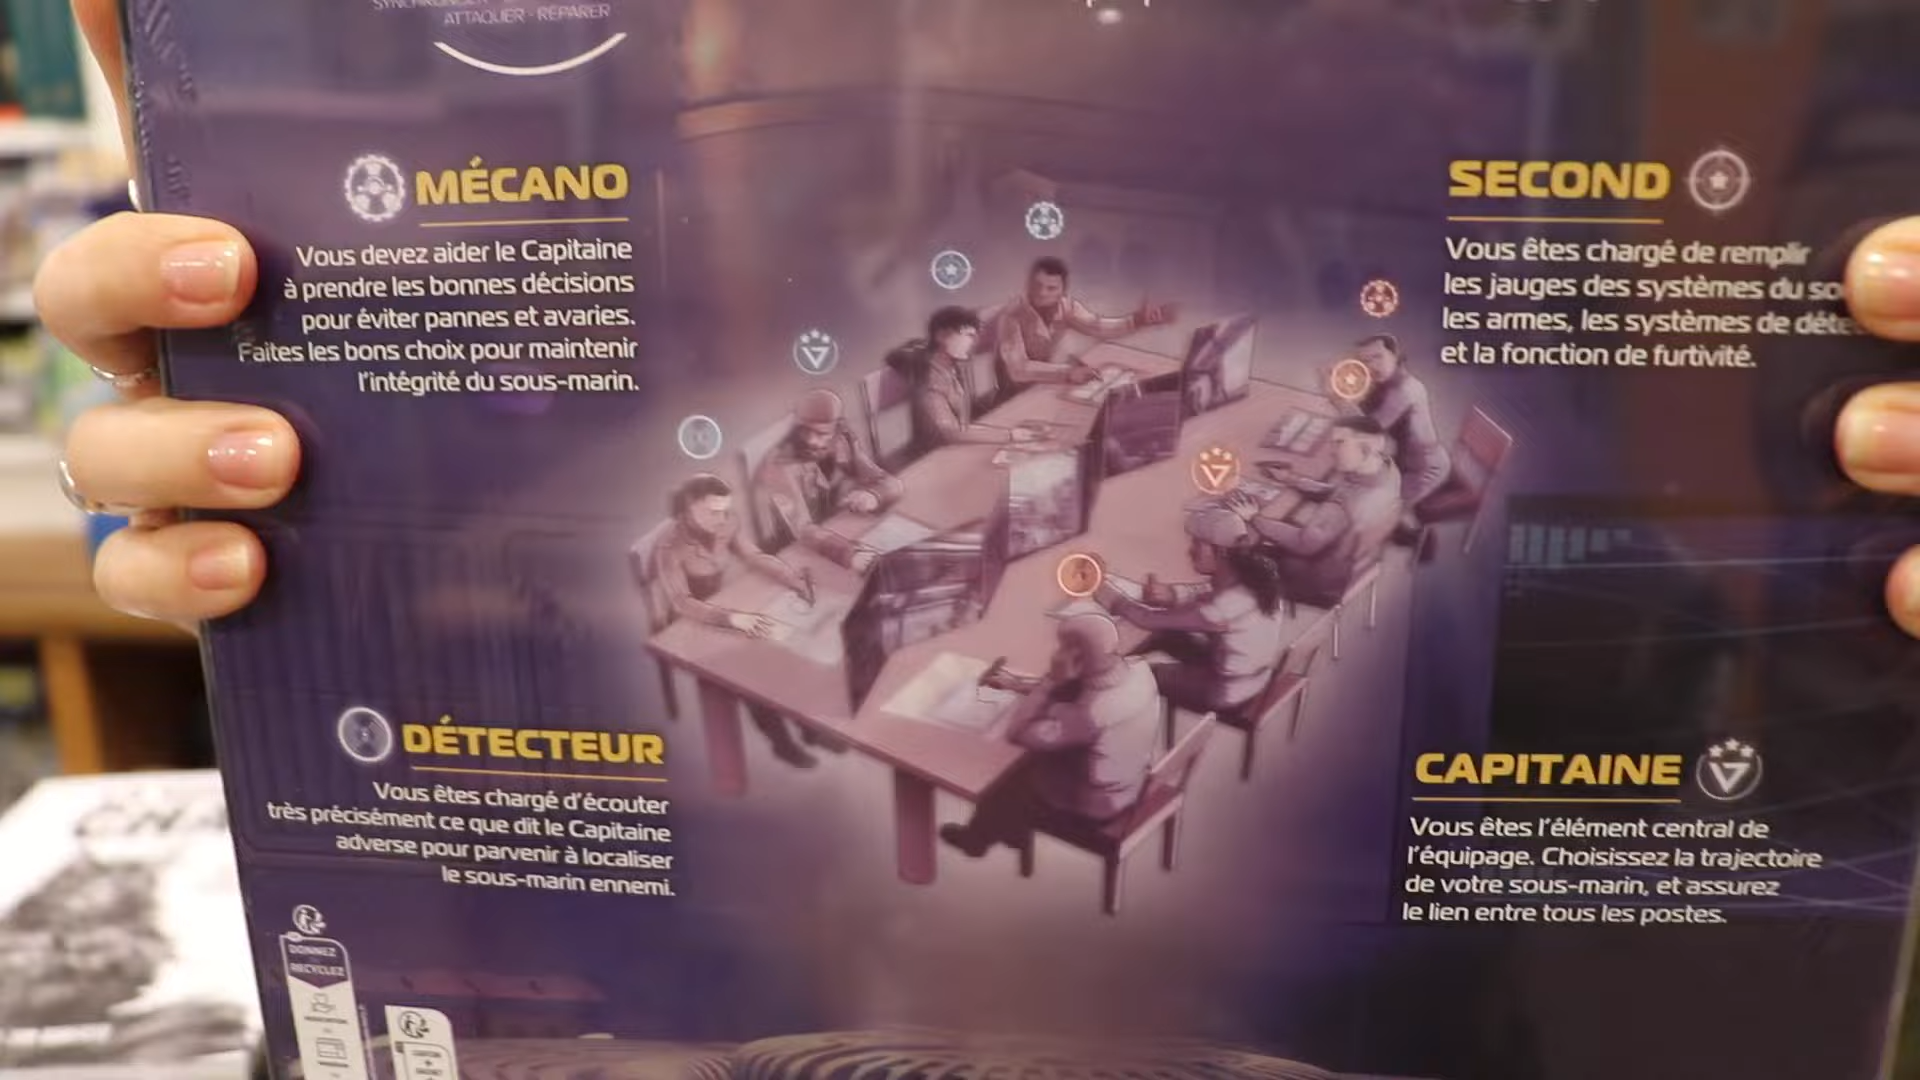 ATTAQUER - RÉPARER
MÉCANO
Vous devez aider le Capitaine
à prendre les bonnes décisions
pour éviter pannes et avaries.
Faites les bons choix pour maintenir
l'intégrité du sous-marin.
SECOND
Vous êtes chargé de remplir
les jauges des systèmes du so
les armes, les systèmes de déte
et la fonction de furtivité.
DÉTECTEUR
Vous êtes chargé d'écouter
très précisément ce que dit le Capitaine
adverse pour parvenir à localiser
le sous-marin ennemi.
CAPITAINE
Vous êtes l'élément central de
l'équipage. Choisissez la trajectoire
de votre sous-marin, et assurez
le lien entre tous les postes.
DONNEZ
RECYCLEZ